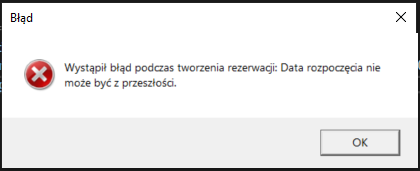 Błąd
Wystąpił błąd podczas tworzenia rezerwacji: Data rozpoczęcia nie
może być z przeszłości.
OK